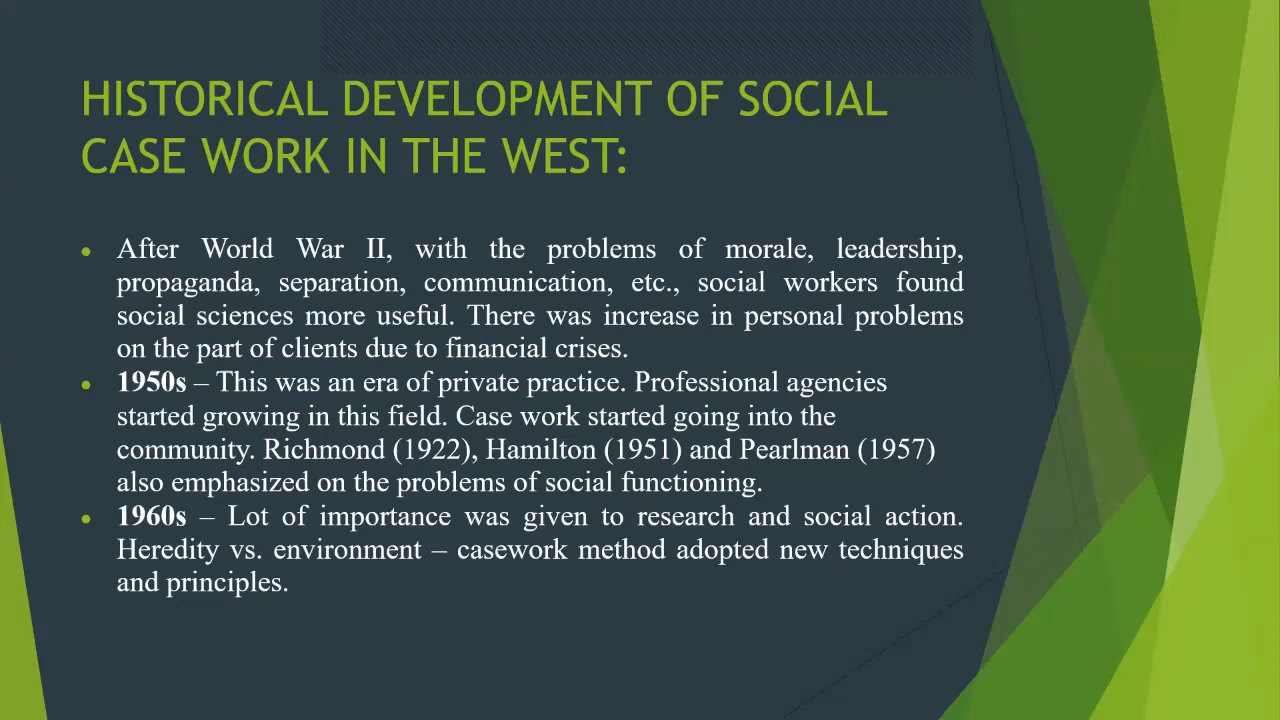 HISTORICAL DEVELOPMENT OF SOCIAL
CASE WORK IN THE WEST:
• After World War II, with the problems of morale, leadership,
propaganda, separation, communication, etc., social workers found
social sciences more useful. There was increase in personal problems
on the part of clients due to financial crises.
• 1950s – This was an era of private practice. Professional agencies
started growing in this field. Case work started going into the
community. Richmond (1922), Hamilton (1951) and Pearlman (1957)
also emphasized on the problems of social functioning.
• 1960s – Lot of importance was given to research and social action.
Heredity vs. environment – casework method adopted new techniques
and principles.